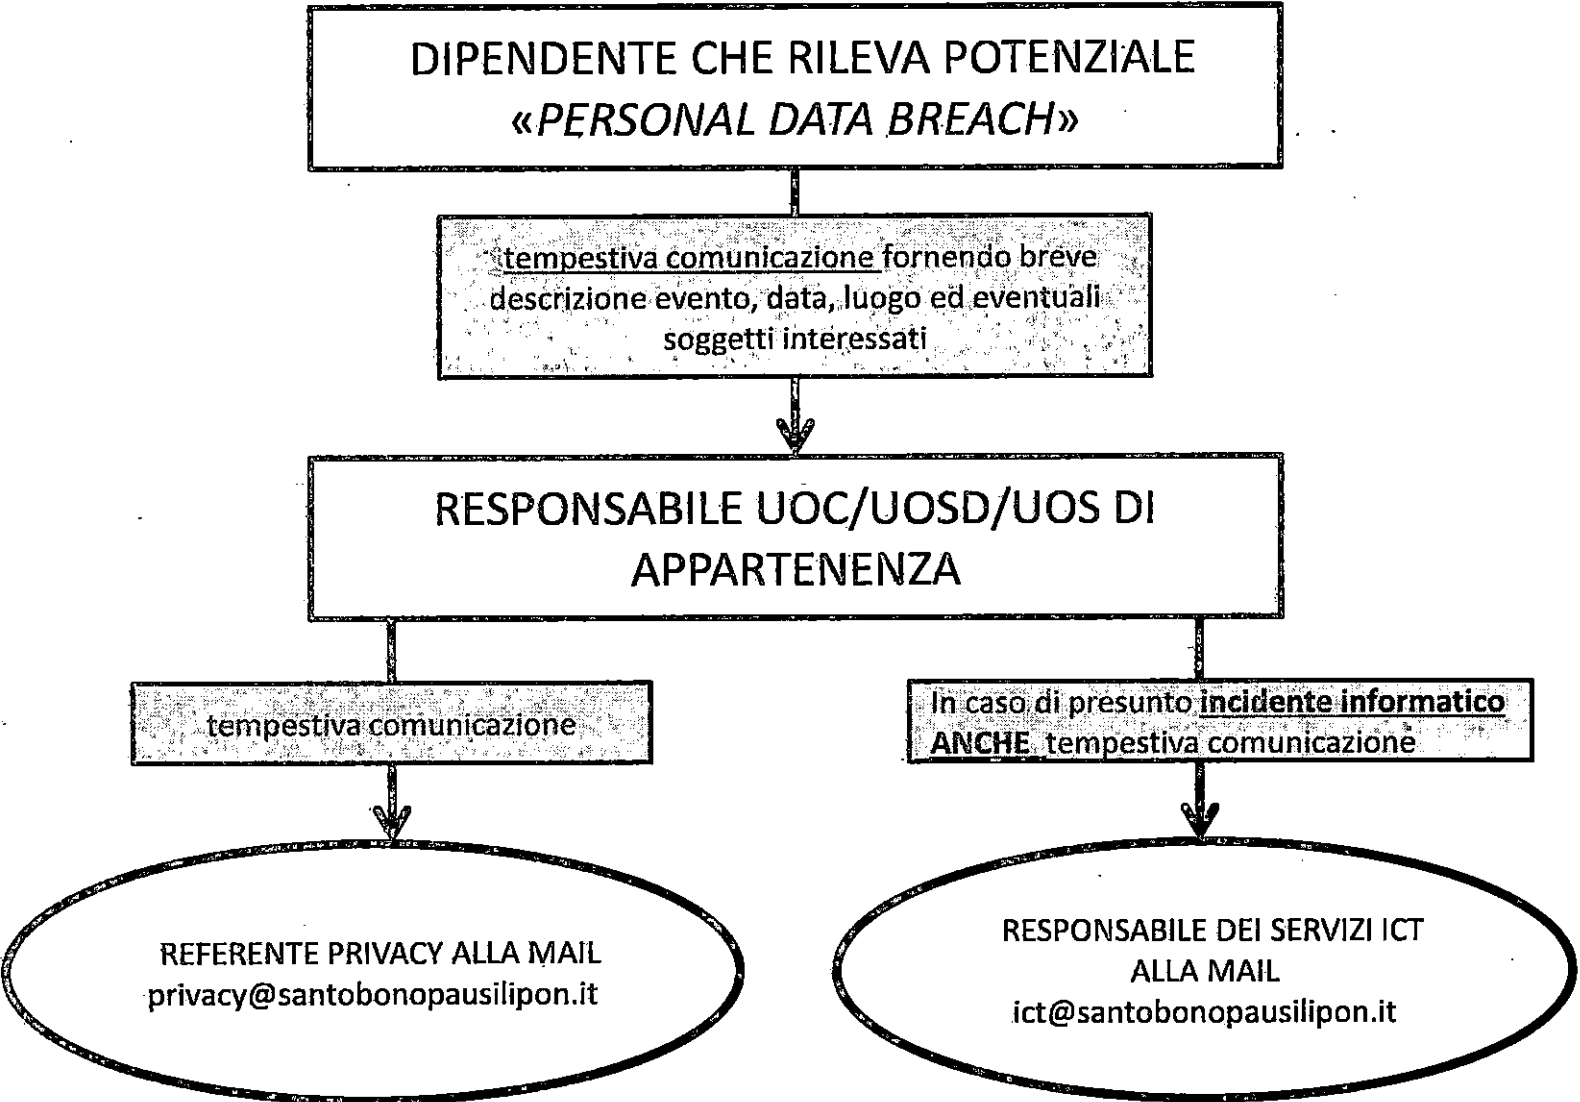 DIPENDENTE CHE RILEVA POTENZIALE
«PERSONAL DATA BREACH»
tempestiva comunicazione fornendo breve
descrizione evento, data, luogo ed eventuali
soggetti interessati
RESPONSABILE UOC/UOSD/UOS DI
APPARTENENZA
tempestiva comunicazione
In caso di presunto incidente informatico
ANCHE tempestiva comunicazione
REFERENTE PRIVACY ALLA MAIL
privacy@santobonopausilipon.it
RESPONSABILE DEI SERVIZI ICT
ALLA MAIL
ict@santobonopausilipon.it